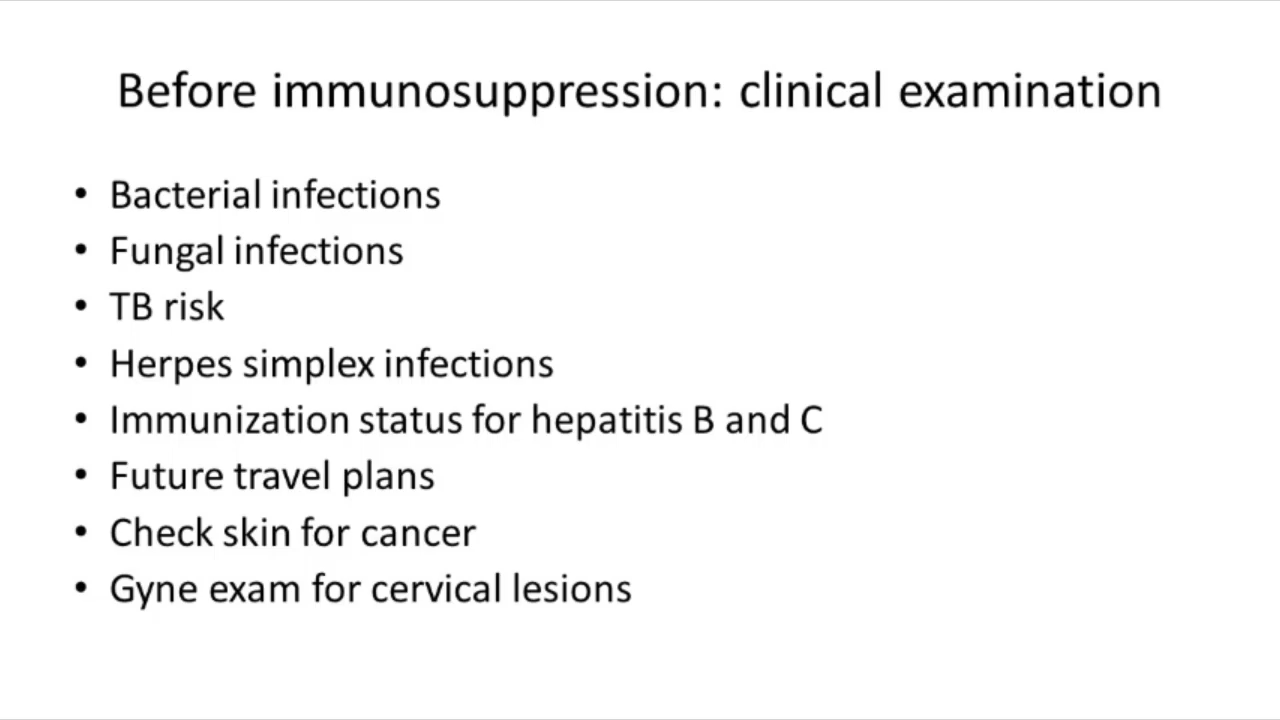 Before immunosuppression: clinical examination
• Bacterial infections
• Fungal infections
• TB risk
• Herpes simplex infections
• Immunization status for hepatitis B and C
• Future travel plans
• Check skin for cancer
• Gyne exam for cervical lesions